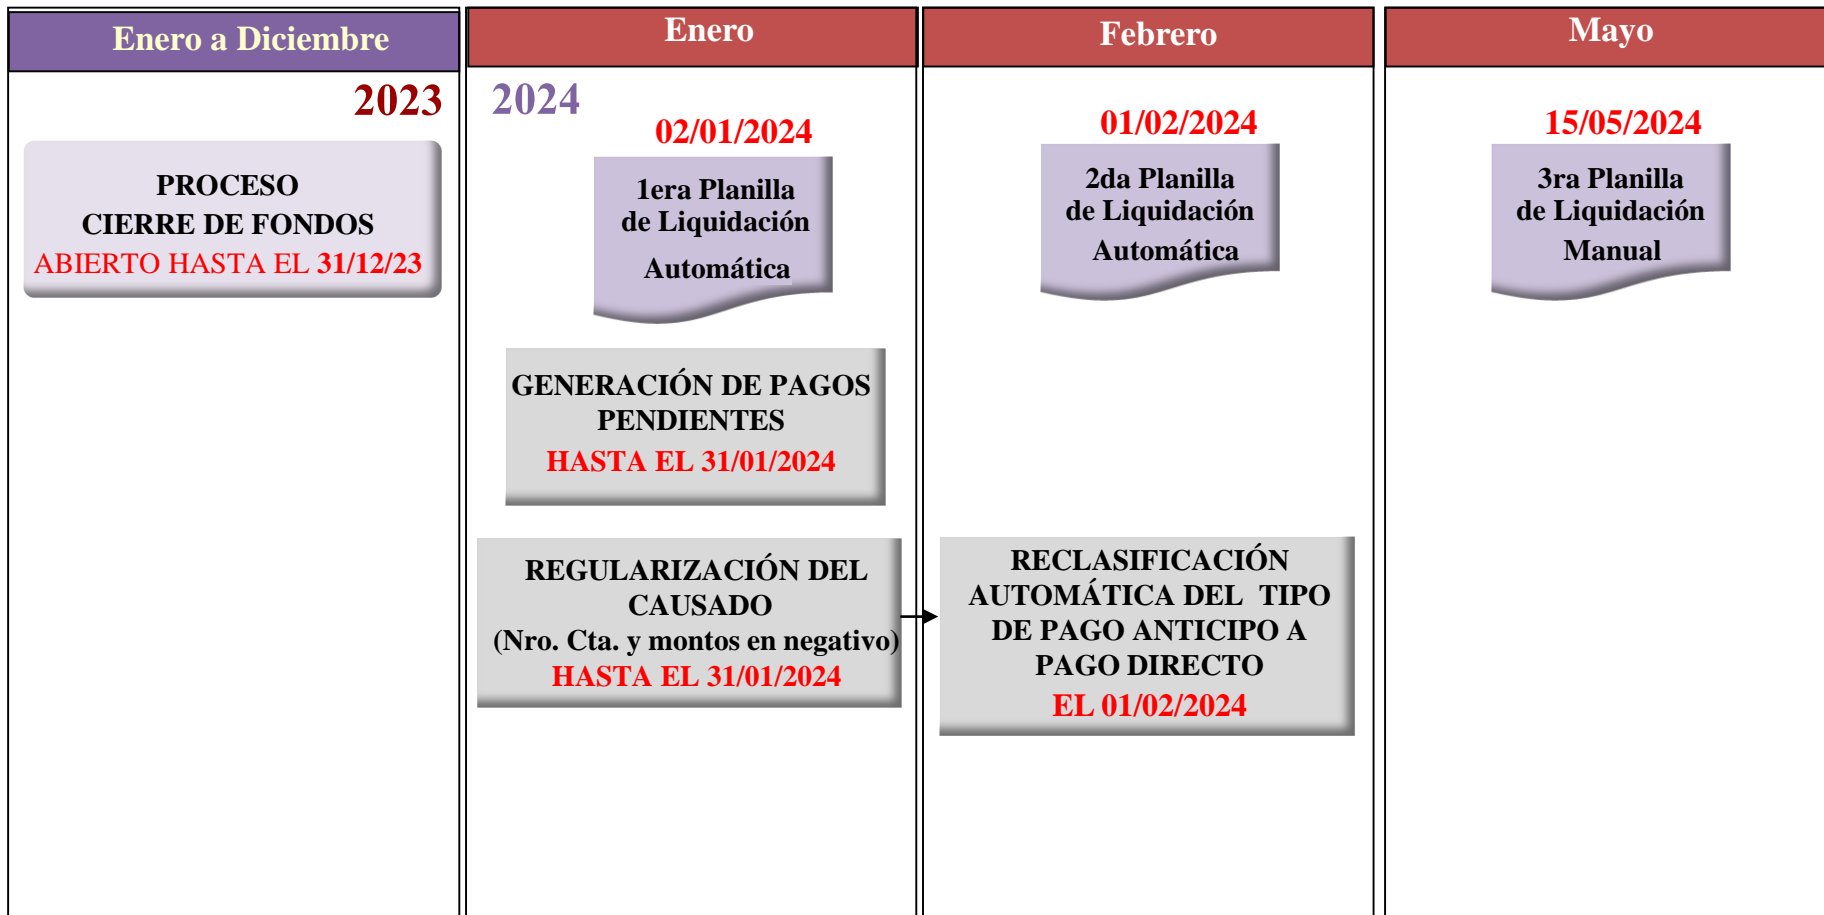 Enero a Diciembre
2023
PROCESO
CIERRE DE FONDOS
ABIERTO HASTA EL 31/12/23
Enero
2024
02/01/2024
1era Planilla
de Liquidación
Automática
GENERACIÓN DE PAGOS
PENDIENTES
HASTA EL 31/01/2024
REGULARIZACIÓN DEL
CAUSADO
(Nro. Cta. y montos en negativo)
HASTA EL 31/01/2024
Febrero
01/02/2024
2da Planilla
de Liquidación
Automática
RECLASIFICACIÓN
AUTOMÁTICA DEL TIPO
DE PAGO ANTICIPO A
PAGO DIRECTO
EL 01/02/2024
Mayo
15/05/2024
3ra Planilla
de Liquidación
Manual